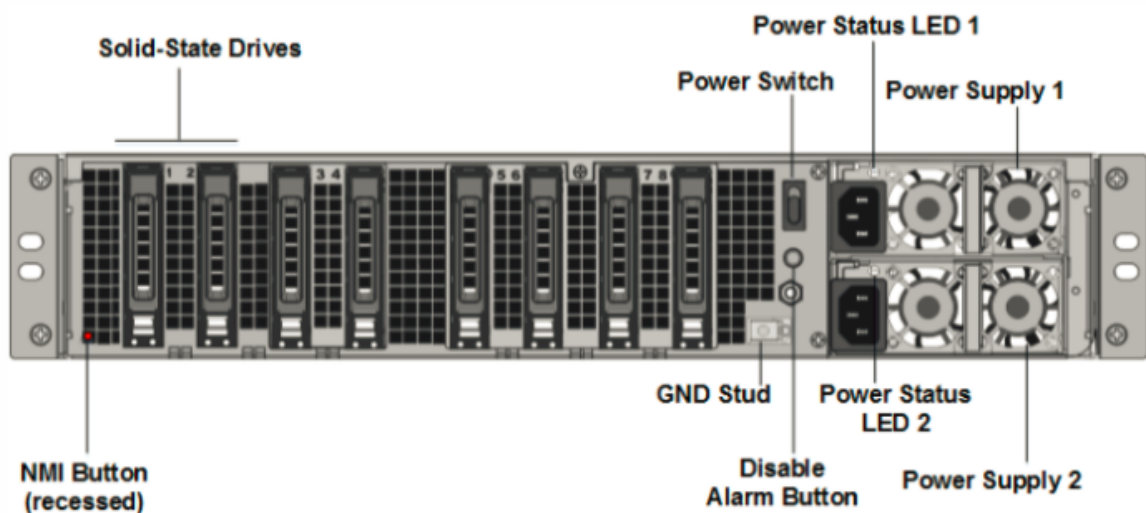 Power Status LED 1
Solid-State Drives
Power Switch
Power Supply 1
1 2
3 4
5 6
7 8
GND Stud
Power Status
LED 2
NMI Button
(recessed)
Disable
Alarm Button
Power Supply 2